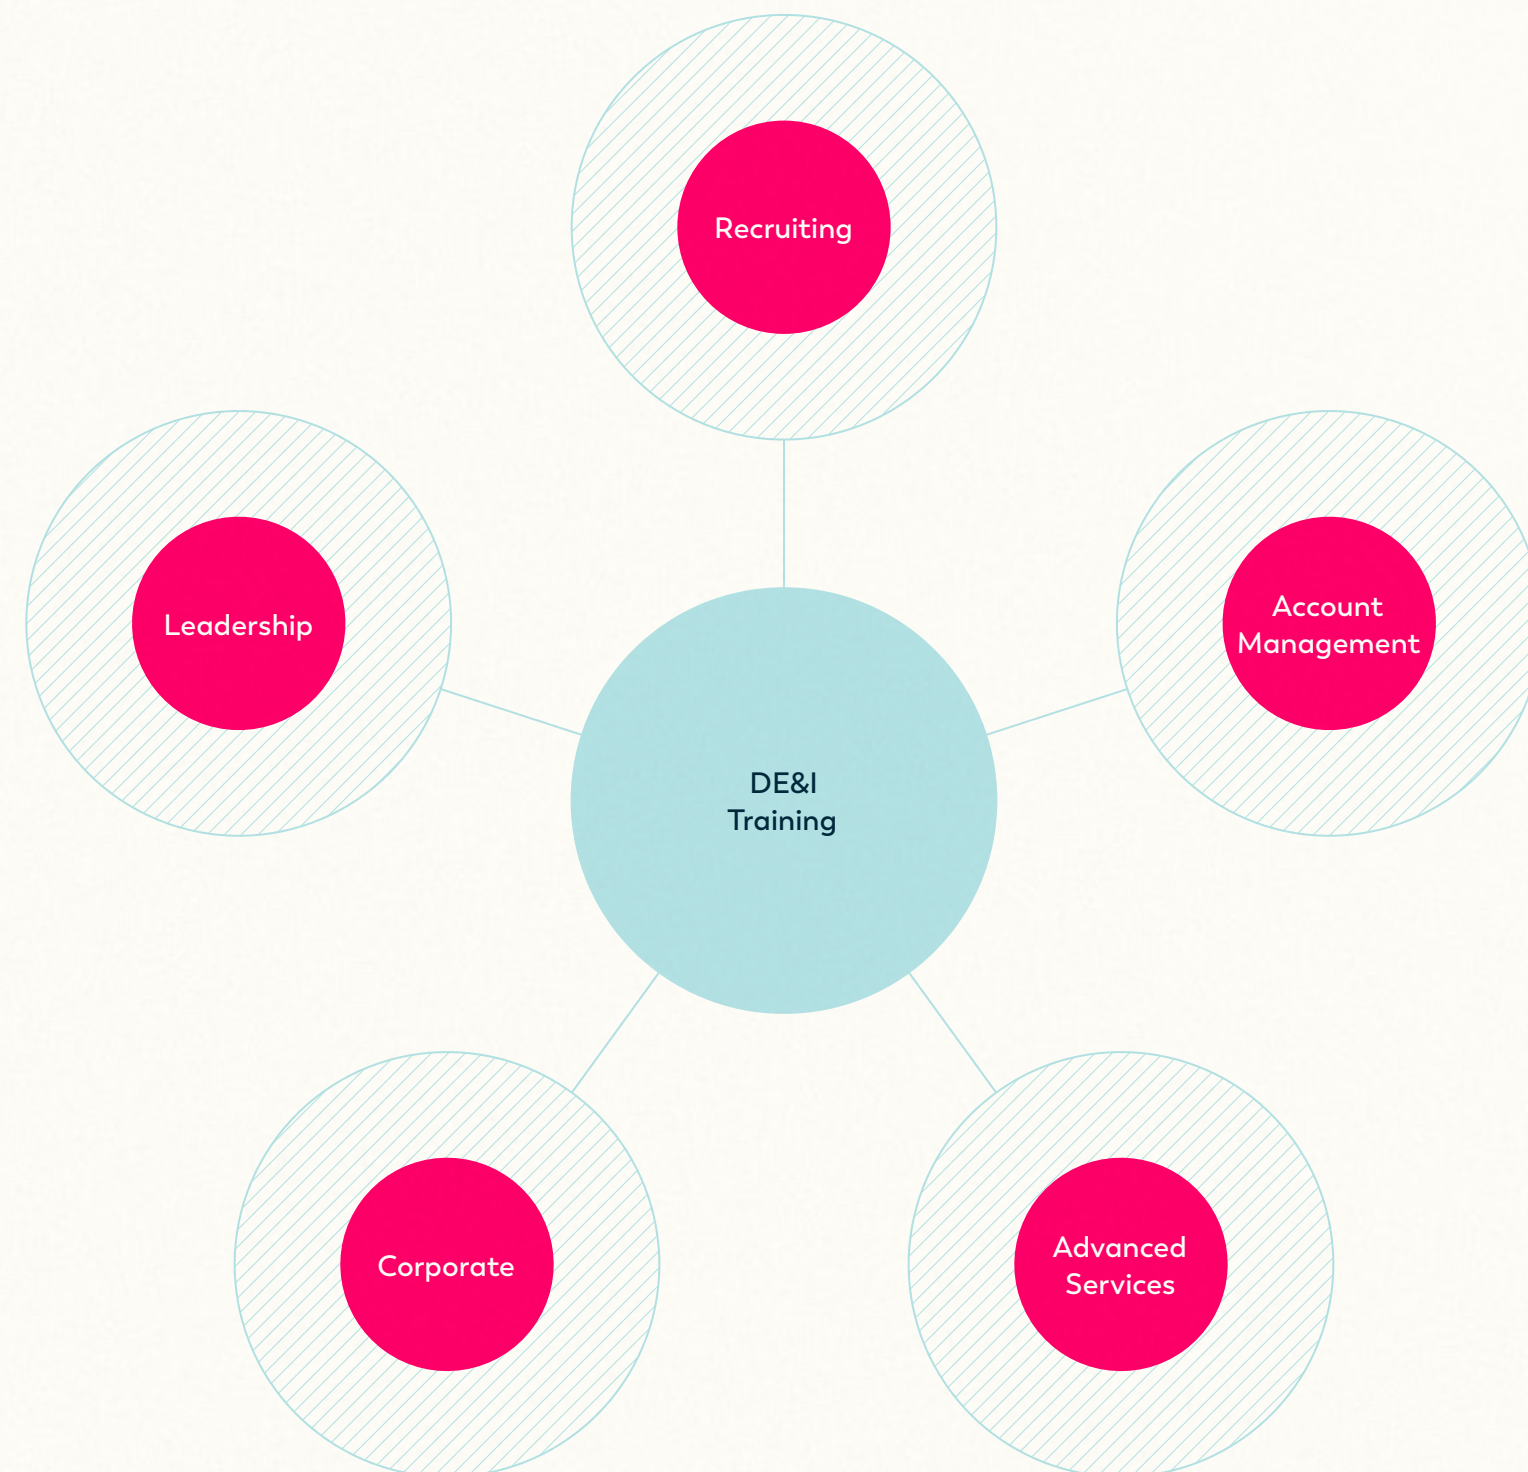 Recruiting
Leadership
Account
Management
DE&I
Training
Corporate
Advanced
Services